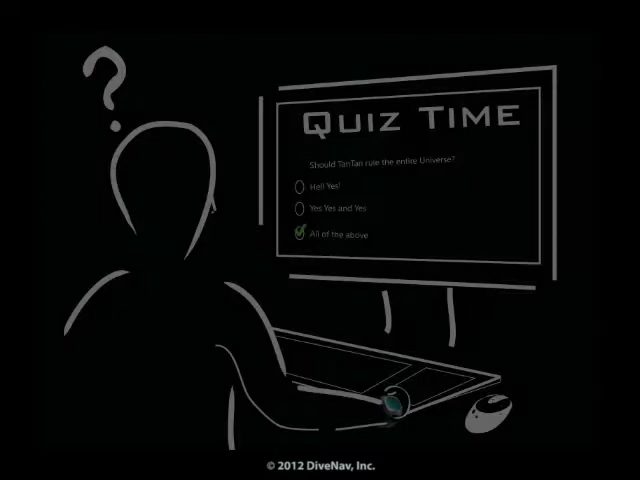 ?
Quiz Time
Should TanTan rule the entire Universe?
Hell Yes!
Yes Yes and Yes
All of the above
© 2012 DiveNav, Inc.